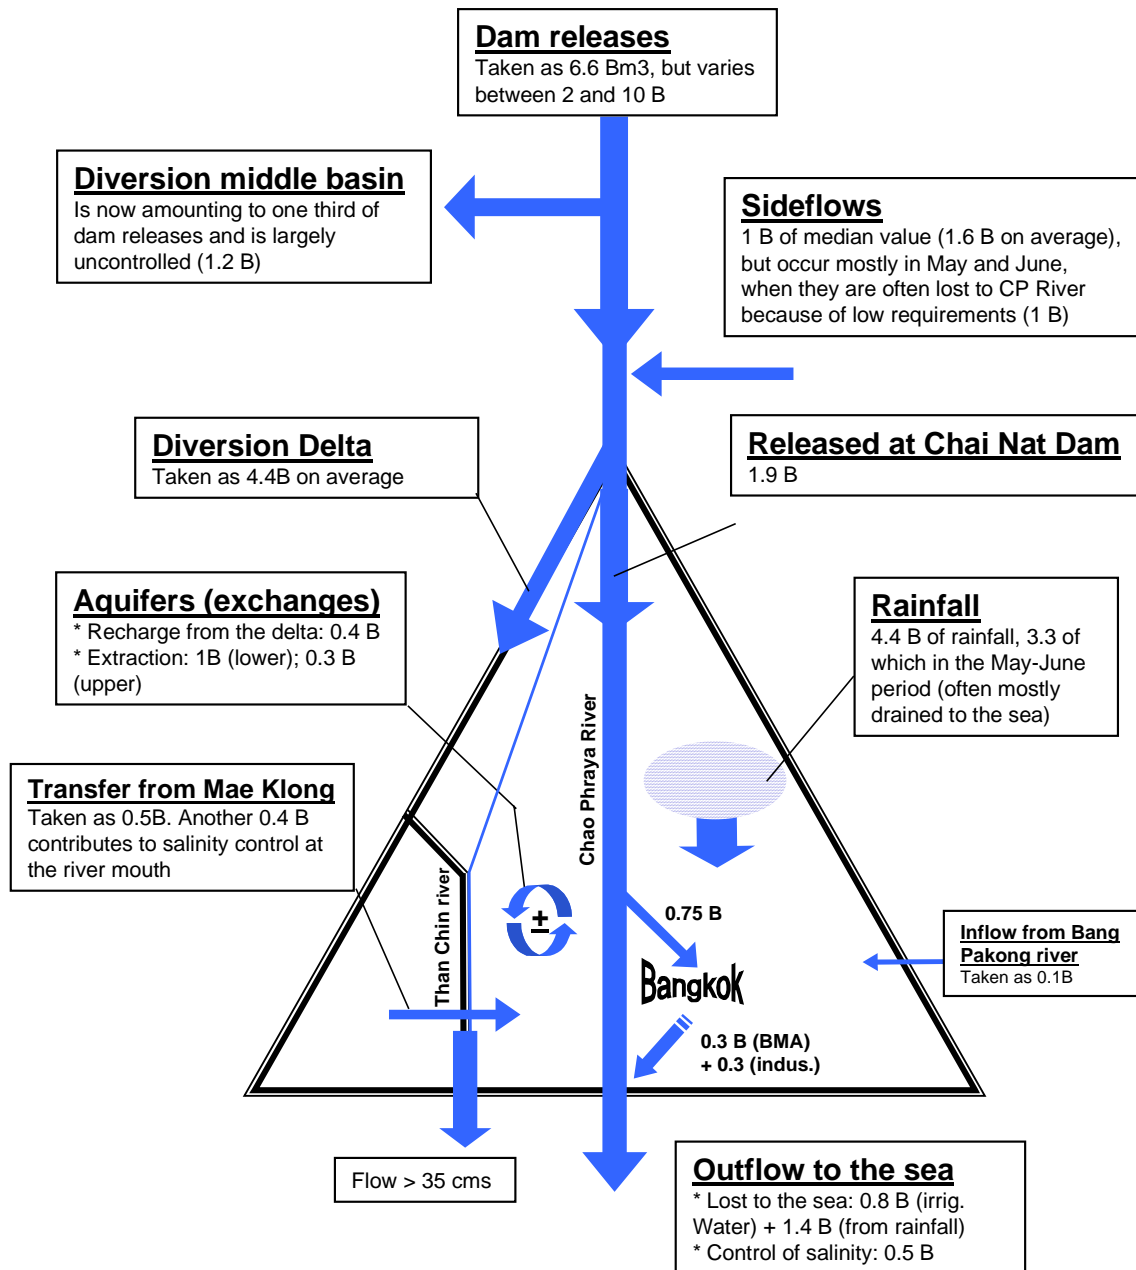 Dam releases
Taken as 6.6 Bm3, but varies
between 2 and 10 B
Diversion middle basin
Is now amounting to one third of
dam releases and is largely
uncontrolled (1.2 B)
Sideflows
1 B of median value (1.6 B on average),
but occur mostly in May and June,
when they are often lost to CP River
because of low requirements (1 B)
Diversion Delta
Taken as 4.4B on average
Released at Chai Nat Dam
1.9 B
Aquifers (exchanges)
* Recharge from the delta: 0.4 B
* Extraction: 1B (lower); 0.3 B
(upper)
Rainfall
4.4 B of rainfall, 3.3 of
which in the May-June
period (often mostly
drained to the sea)
Chao Phraya River
Transfer from Mae Klong
Taken as 0.5B. Another 0.4 B
contributes to salinity control at
the river mouth
Than Chin river
±
0.75 B
Bangkok
Inflow from Bang
Pakong river
Taken as 0.1B
0.3 B (BMA)
+ 0.3 (indus.)
Flow > 35 cms
Outflow to the sea
* Lost to the sea: 0.8 B (irrig.
Water) + 1.4 B (from rainfall)
* Control of salinity: 0.5 B